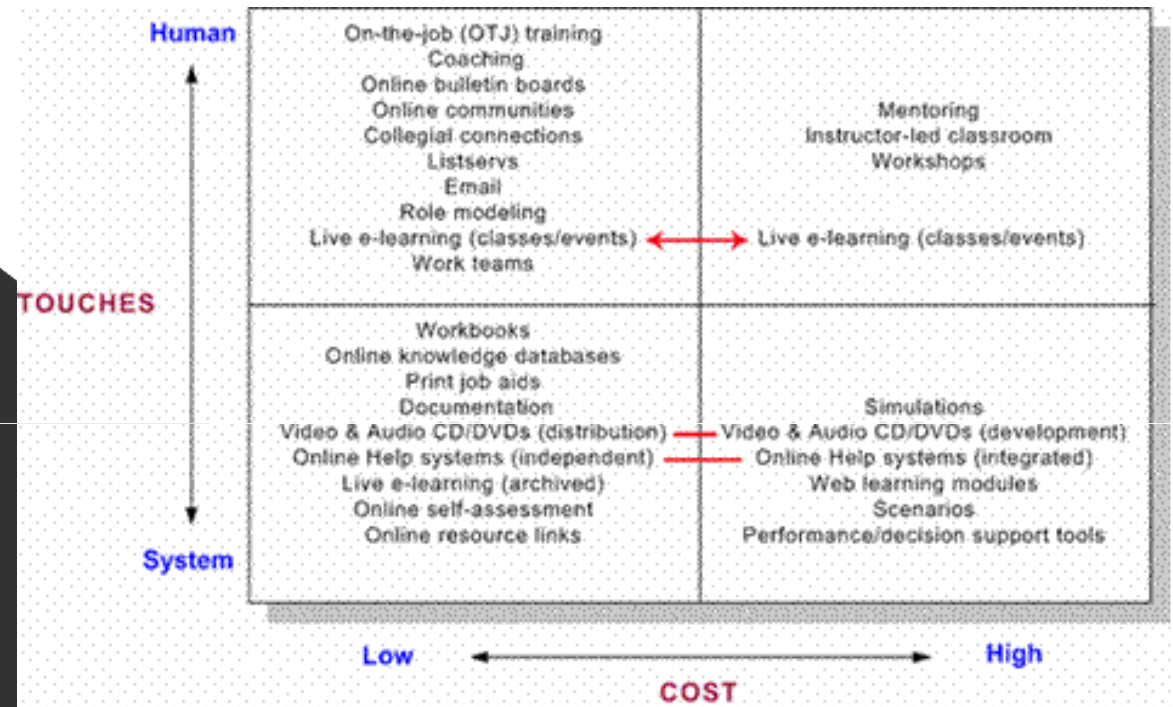 Human
On-the-job (OTJ) training
Coaching
Online bulletin boards
Online communities
Collegial connections
Listservs
Email
Role modeling
Live e-learning (classes/events)
Work teams
Mentoring
Instructor-led classroom
Workshops
Live e-learning (classes/events)
TOUCHES
Workbooks
Online knowledge databases
Print job aids
Documentation
Video & Audio CD/DVDs (distribution)
Online Help systems (independent)
Live e-learning (archived)
Online self-assessment
Online resource links
Simulations
Video & Audio CD/DVDs (development)
Online Help systems (integrated)
Web learning modules
Scenarios
Performance/decision support tools
System
Low
High
COST